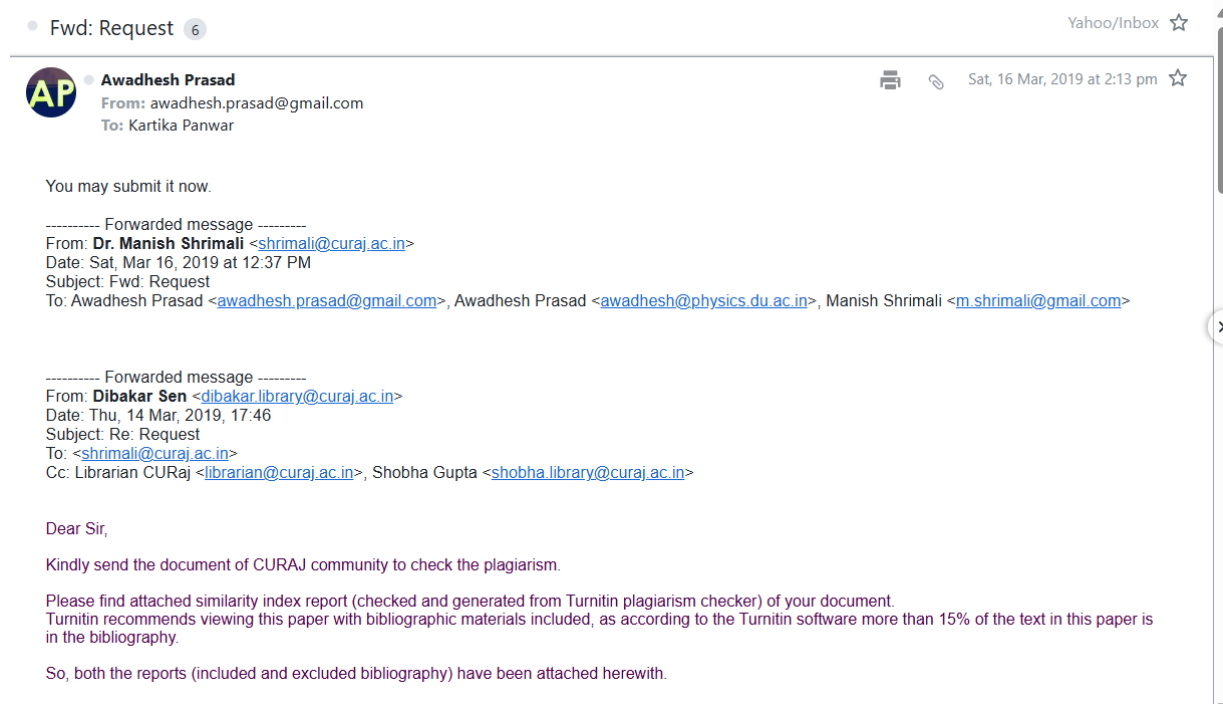 Fwd: Request 6
Yahoo/Inbox
AP
Awadhesh Prasad
Sat, 16 Mar, 2019 at 2:13 pm
From: awadhesh.prasad@gmail.com
To: Kartika Panwar
You may submit it now.
---------- Forwarded message ---------
From: Dr. Manish Shrimali <shrimali@curaj.ac.in>
Date: Sat, Mar 16, 2019 at 12:37 PM
Subject: Fwd: Request
To: Awadhesh Prasad <awadhesh.prasad@gmail.com>, Awadhesh Prasad <awadhesh@physics.du.ac.in>, Manish Shrimali <m.shrimali@gmail.com>
---------- Forwarded message ---------
From: Dibakar Sen <dibakar.library@curaj.ac.in>
Date: Thu, 14 Mar, 2019, 17:46
Subject: Re: Request
To: <shrimali@curaj.ac.in>
Cc: Librarian CURaj <librarian@curaj.ac.in>, Shobha Gupta <shobha.library@curaj.ac.in>
Dear Sir,
Kindly send the document of CURAJ community to check the plagiarism.
Please find attached similarity index report (checked and generated from Turnitin plagiarism checker) of your document.
Turnitin recommends viewing this paper with bibliographic materials included, as according to the Turnitin software more than 15% of the text in this paper is
in the bibliography.
So, both the reports (included and excluded bibliography) have been attached herewith.